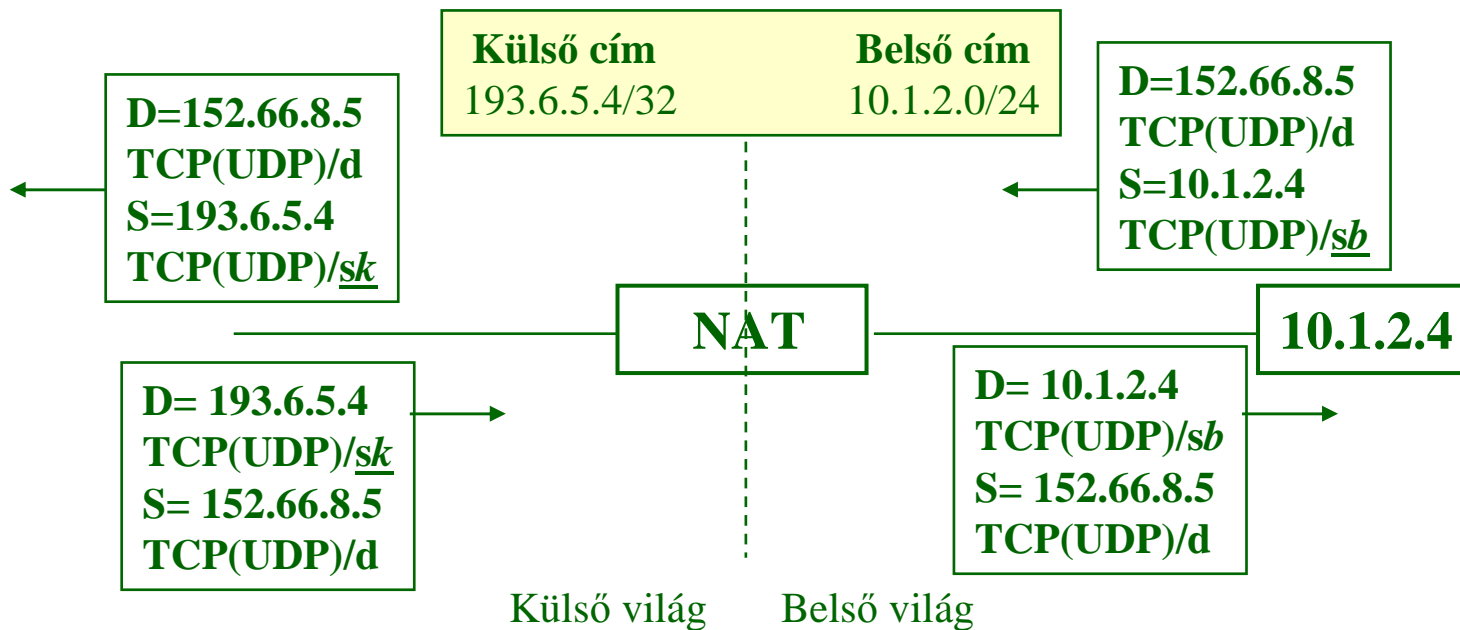 Külső cím Belső cím
193.6.5.4/32 10.1.2.0/24
D=152.66.8.5
TCP(UDP)/d
S=193.6.5.4
TCP(UDP)/sk
D=152.66.8.5
TCP(UDP)/d
S=10.1.2.4
TCP(UDP)/sb
NAT
10.1.2.4
D= 193.6.5.4
TCP(UDP)/sk
S= 152.66.8.5
TCP(UDP)/d
D= 10.1.2.4
TCP(UDP)/sb
S= 152.66.8.5
TCP(UDP)/d
Külső világ Belső világ